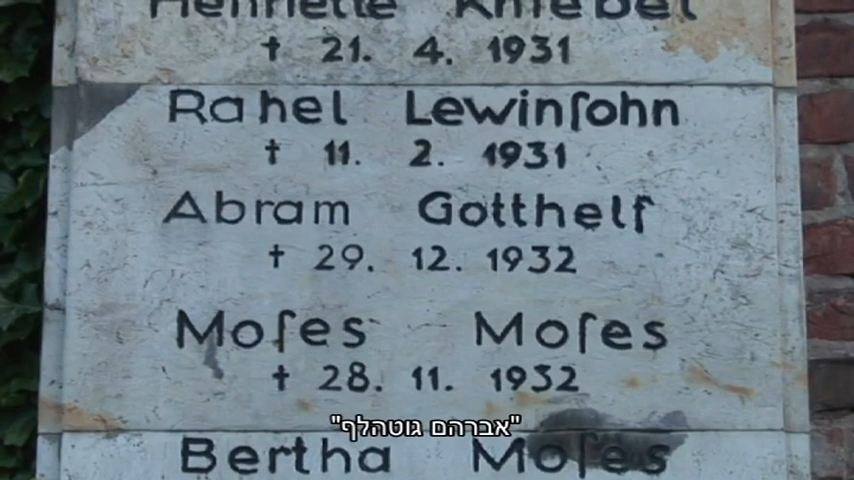 Henriette Kniebel
† 21. 4. 1931
Rahel Lewinſohn
† 11. 2. 1931
Abram Gotthelf
† 29. 12. 1932
Moſes Moſes
† 28. 11. 1932
"אברהם גוטהלף"
Bertha Moſes